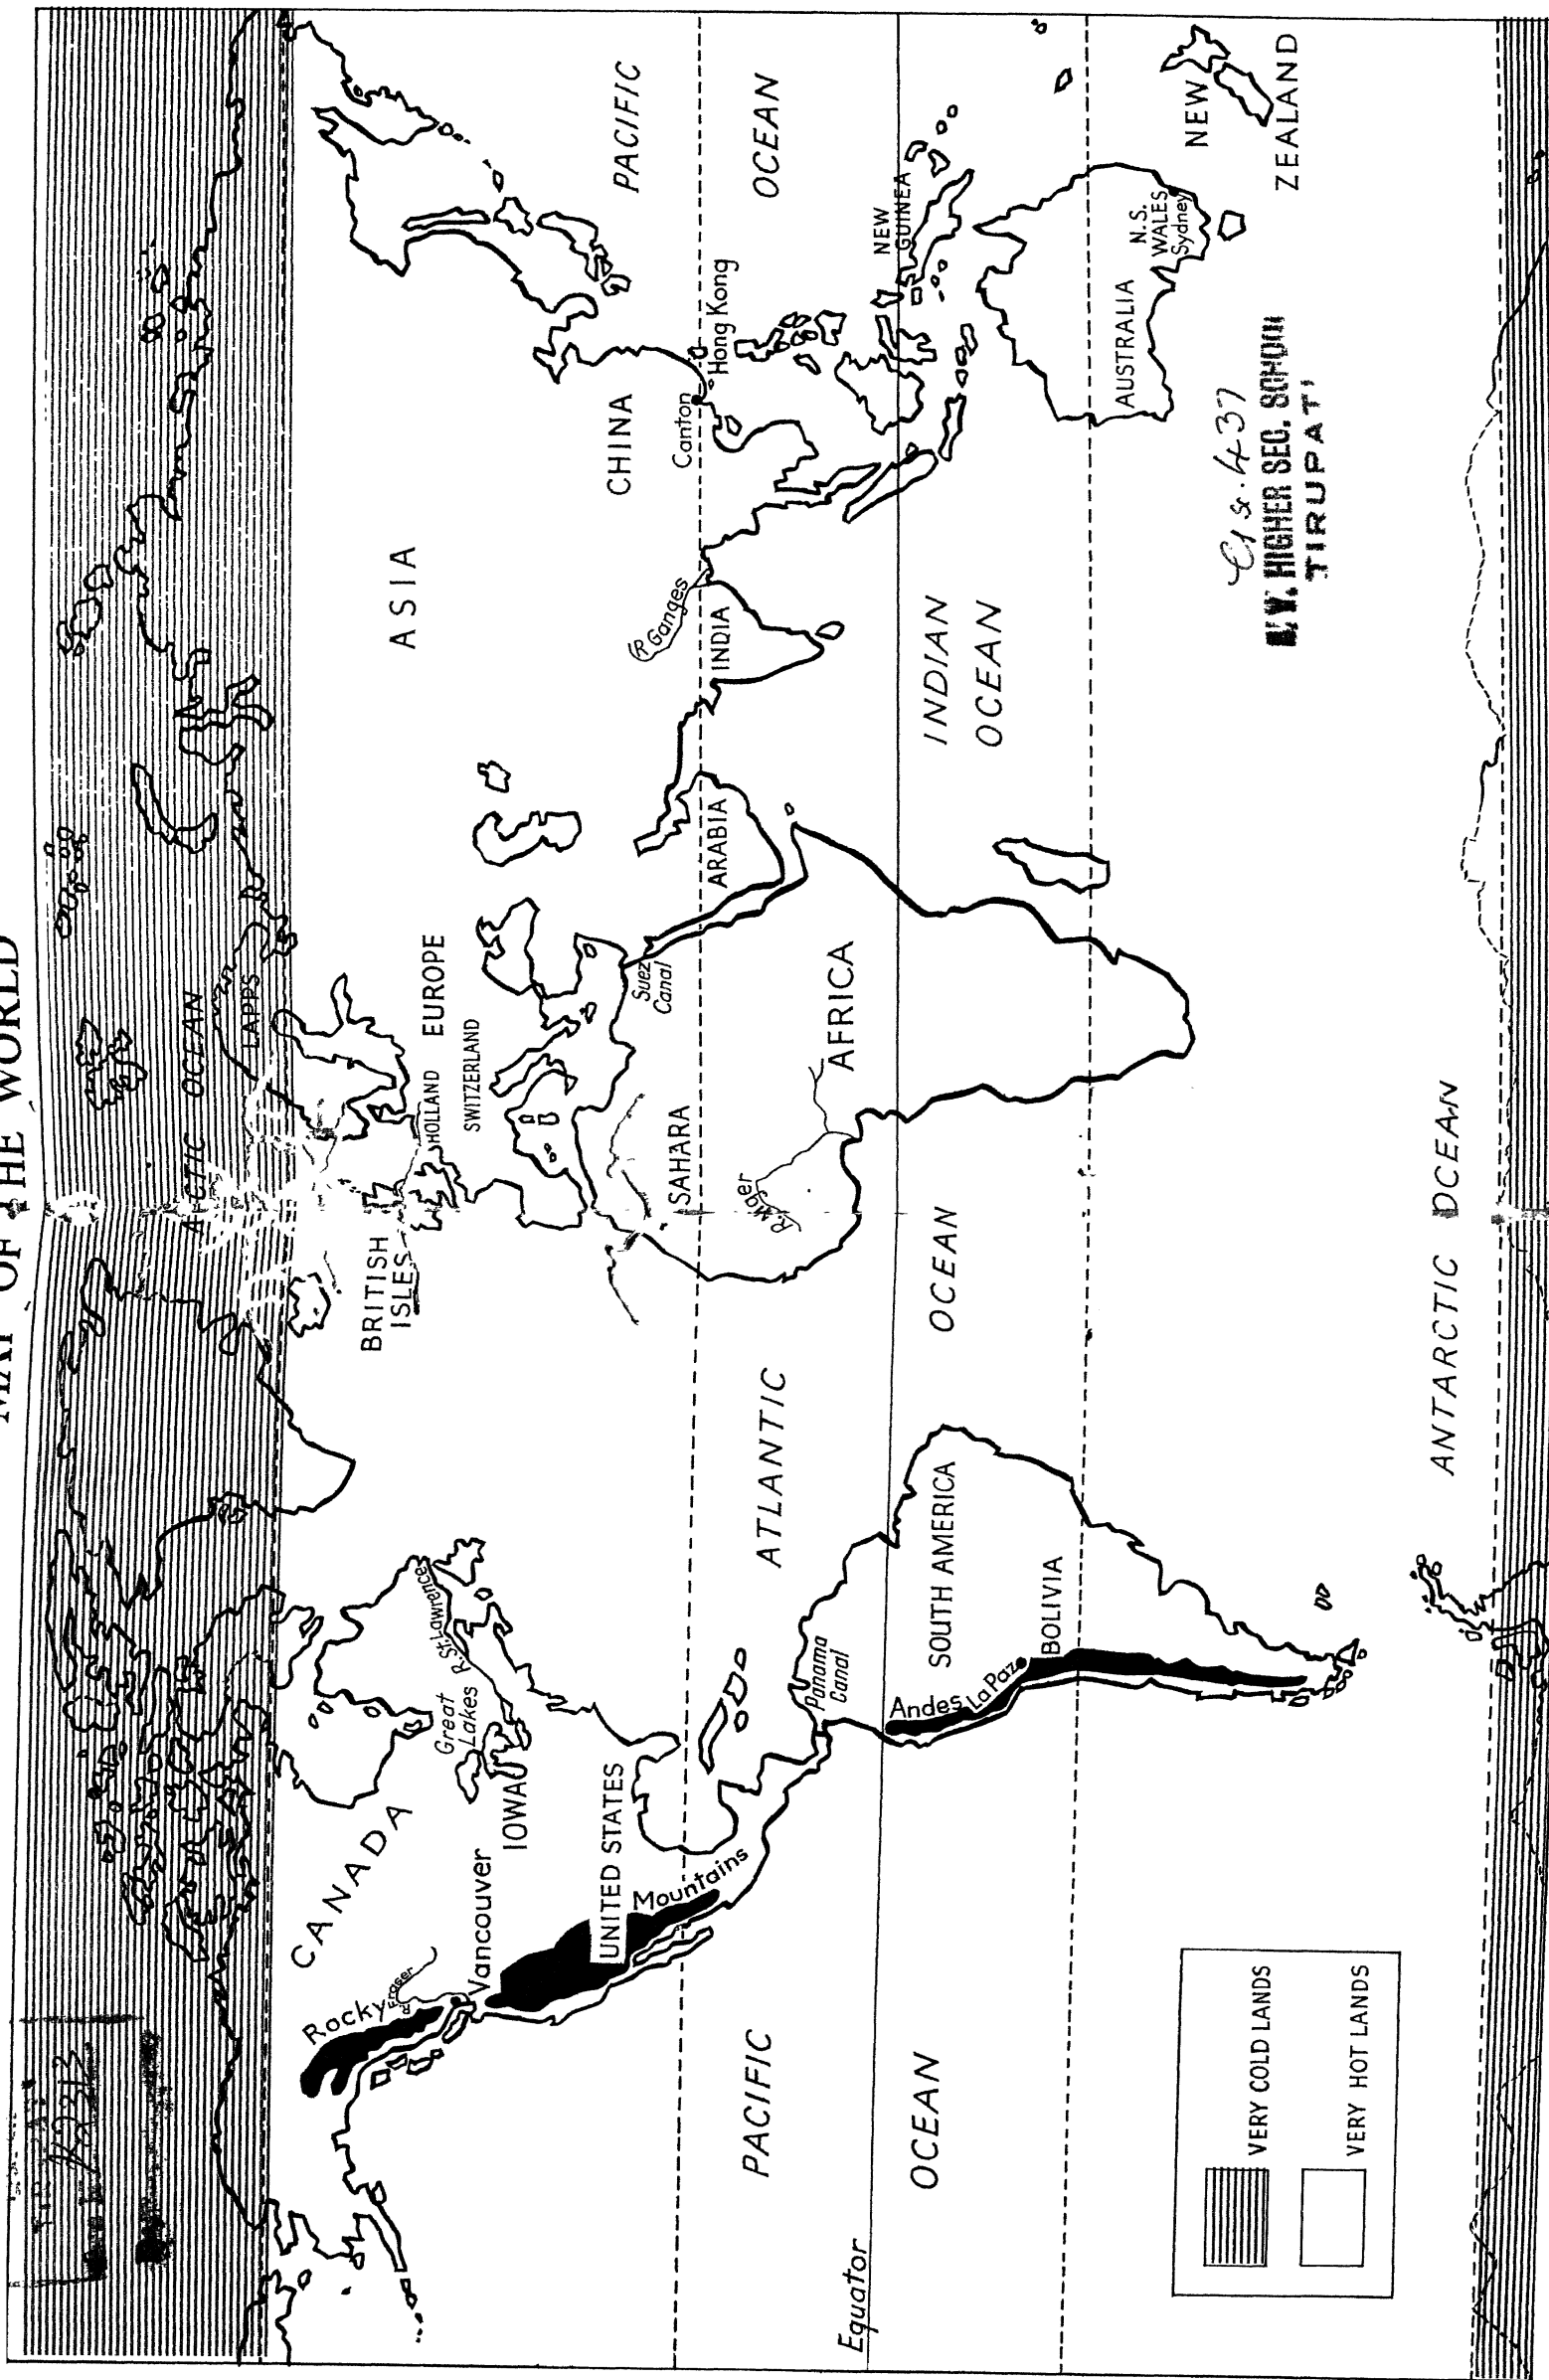 MAP OF THE WORLD
ARCTIC OCEAN
LAPPS
CANADA
Rocky
R. Fraser
Vancouver
Great
Lakes
R. St. Lawrence
IOWA
UNITED STATES
Mountains
BRITISH
ISLES
HOLLAND
EUROPE
SWITZERLAND
ASIA
CHINA
Canton
Hong Kong
R Ganges
INDIA
ARABIA
Suez
Canal
SAHARA
R. Niger
AFRICA
PACIFIC
OCEAN
PACIFIC
OCEAN
ATLANTIC
OCEAN
Panama
Canal
SOUTH AMERICA
Andes
La Paz
BOLIVIA
INDIAN
OCEAN
NEW
GUINEA
AUSTRALIA
N.S.
WALES
Sydney
NEW
ZEALAND
Equator
437
HIGHER SEC. SCHOOL
TIRUPATI
ANTARCTIC OCEAN
VERY COLD LANDS
VERY HOT LANDS